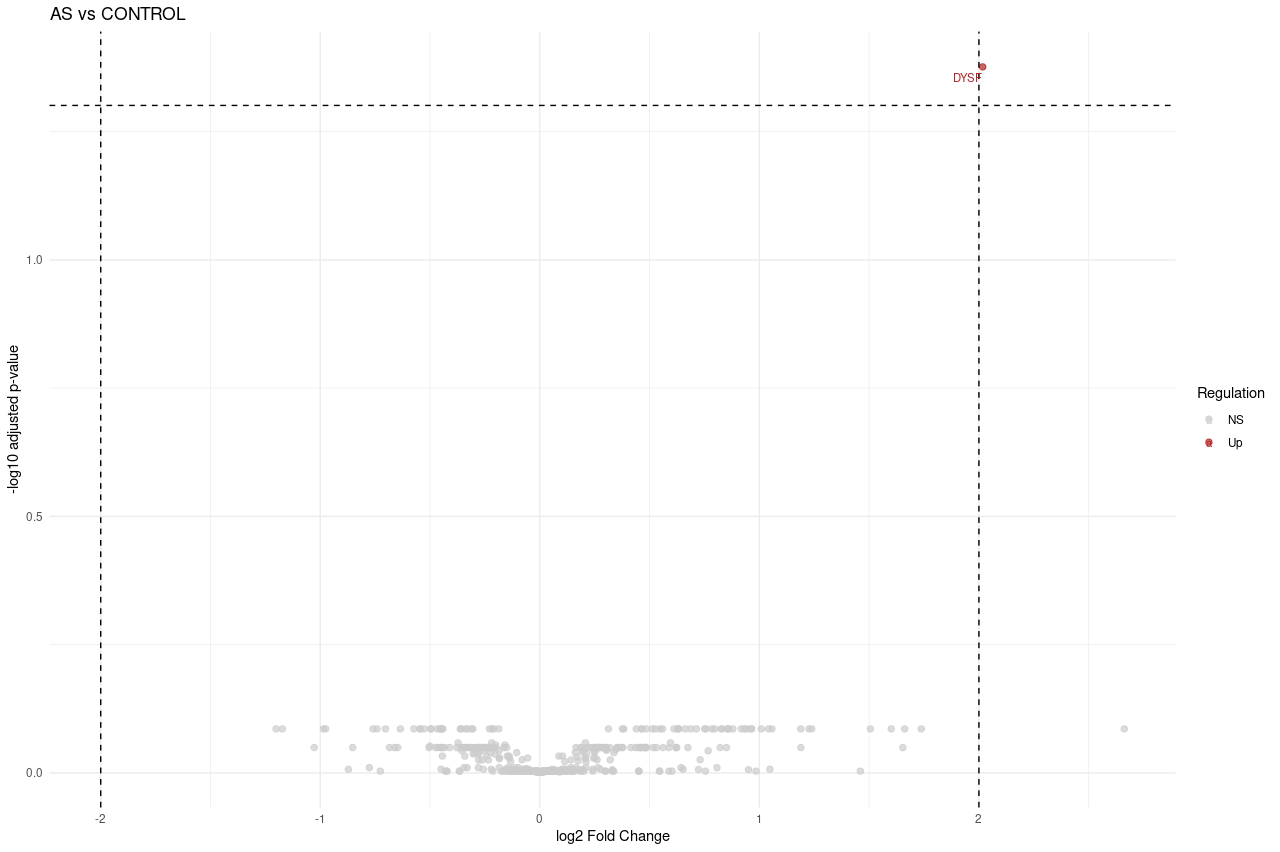 AS vs CONTROL
DYSF
1.0
0.5
0.0
-log10 adjusted p-value
-2
-1
0
1
2
log2 Fold Change
Regulation
NS
Up